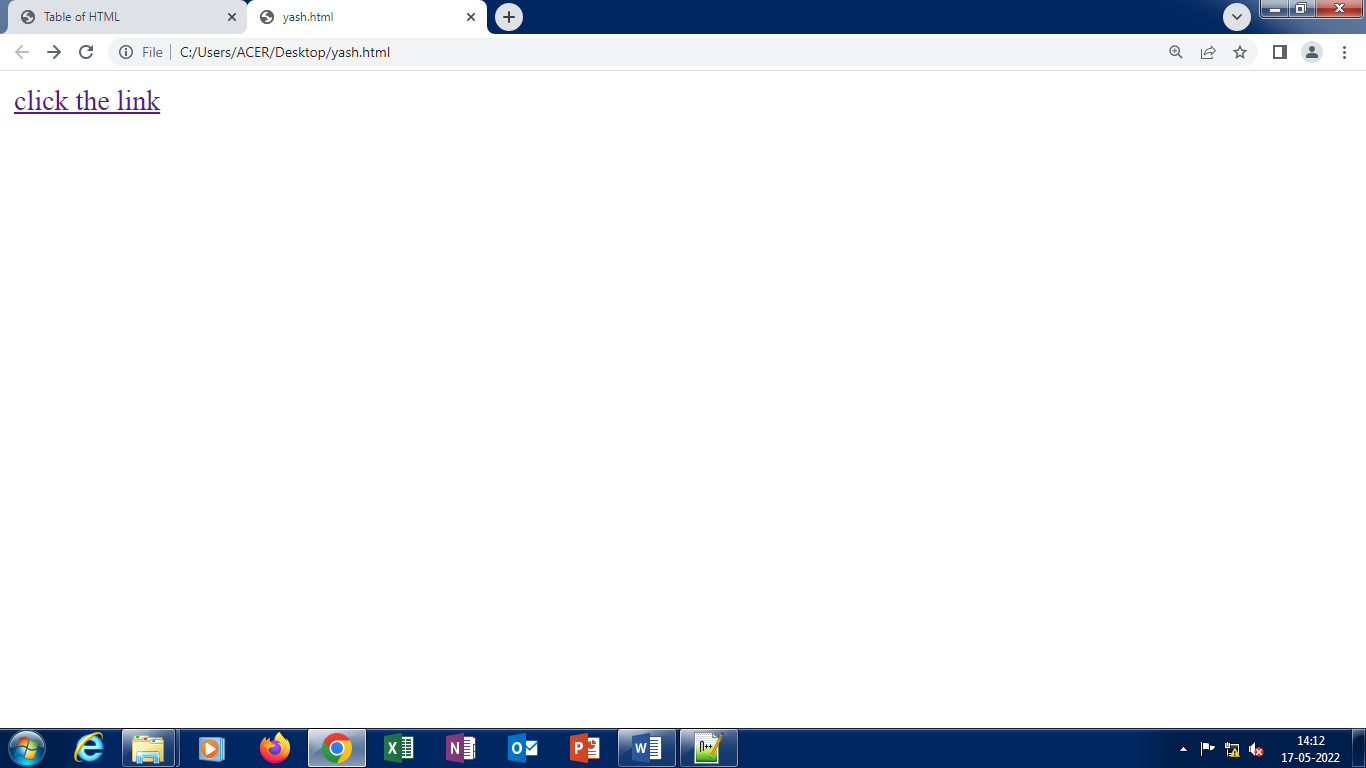 Table of HTML
yash.html
File
C:/Users/ACER/Desktop/yash.html
click the link
14:12
17-05-2022